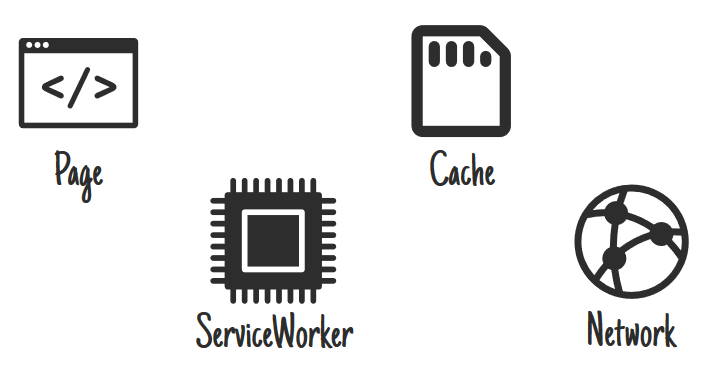 </>
Page
Cache
ServiceWorker
Network